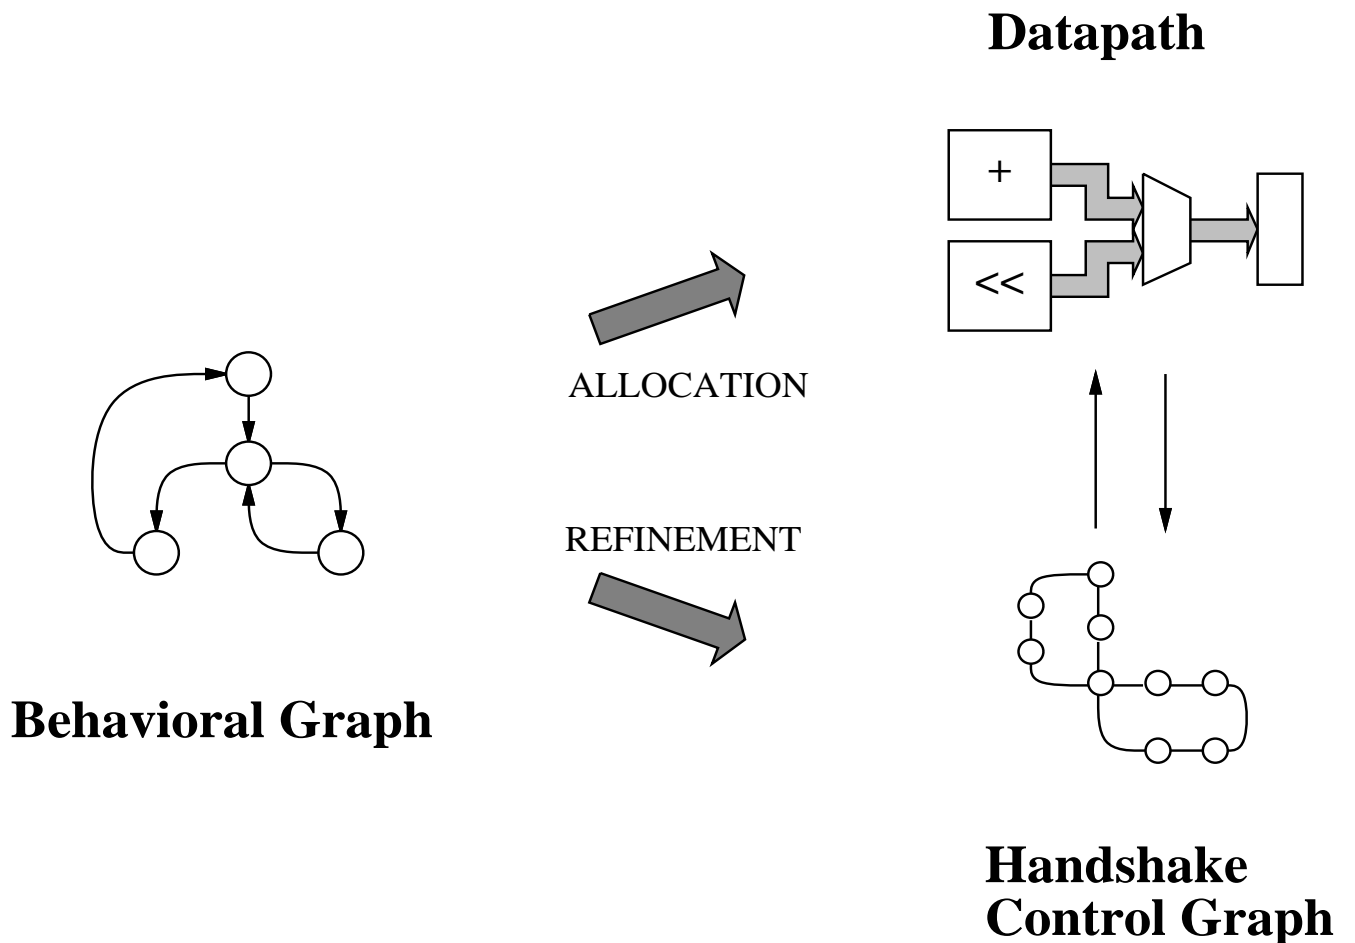 Datapath
+
<<
ALLOCATION
REFINEMENT
Behavioral Graph
Handshake
Control Graph